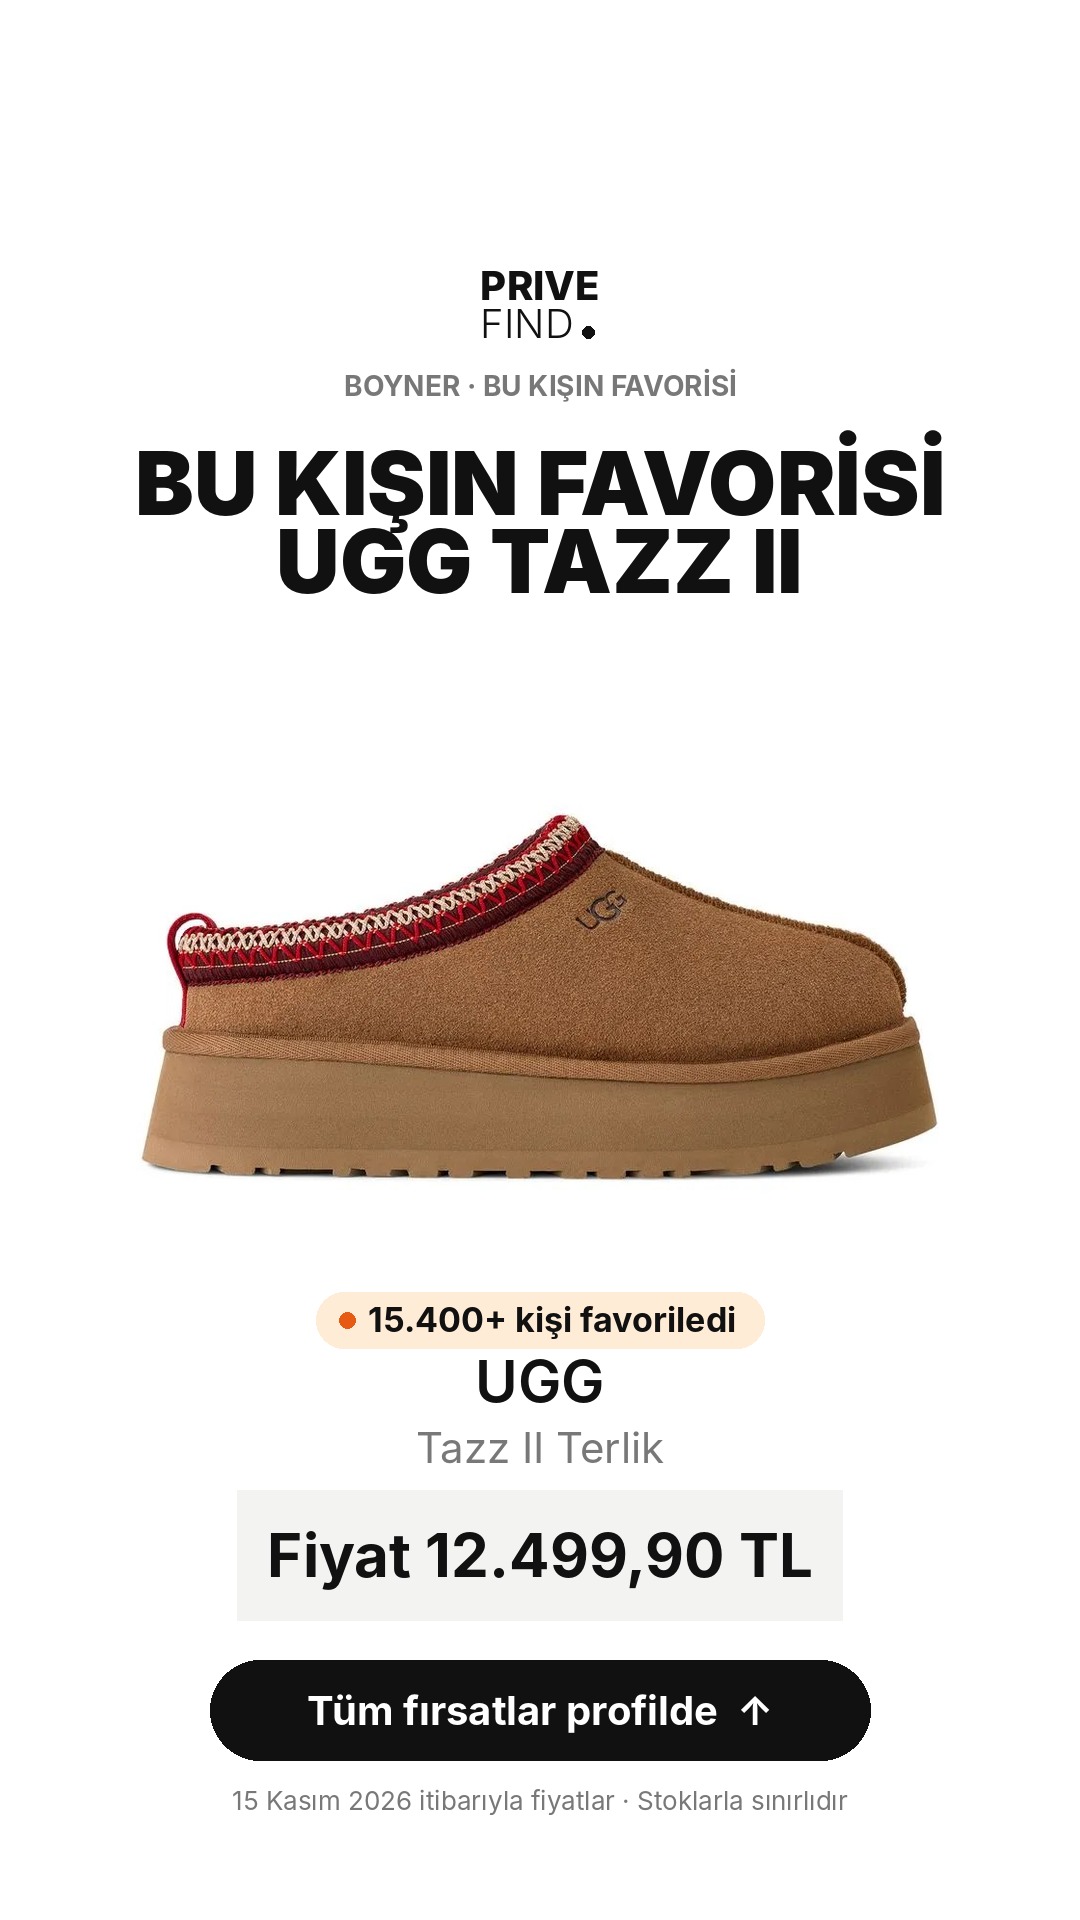 PRIVE
FIND.
BOYNER · BU KIŞIN FAVORİSİ
BU KIŞIN FAVORİSİ
UGG TAZZ II
UGG
15.400+ kişi favoriledi
UGG
Tazz II Terlik
Fiyat 12.499,90 TL
Tüm fırsatlar profilde ↑
15 Kasım 2026 itibarıyla fiyatlar · Stoklarla sınırlıdır